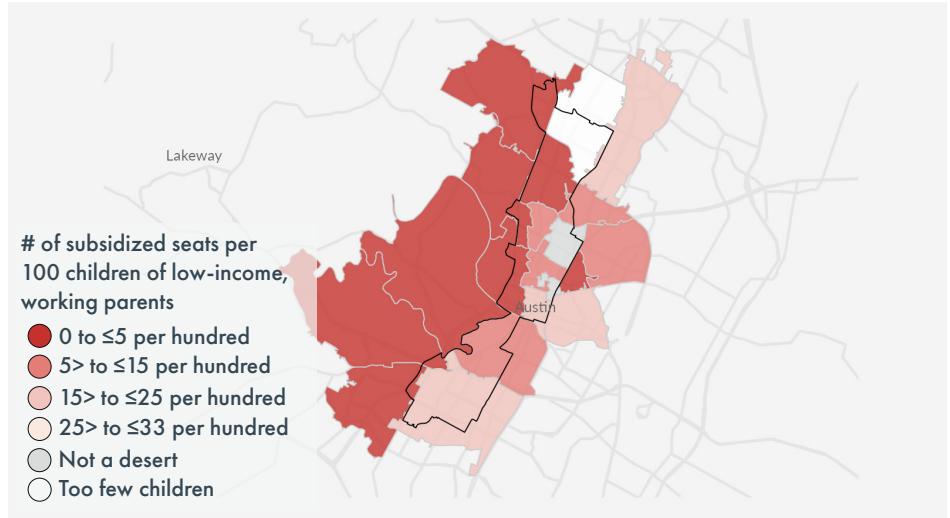 Lakeway
# of subsidized seats per
100 children of low-income,
working parents
0 to ≤5 per hundred
5> to ≤15 per hundred
15> to ≤25 per hundred
25> to ≤33 per hundred
Not a desert
Too few children
Austin